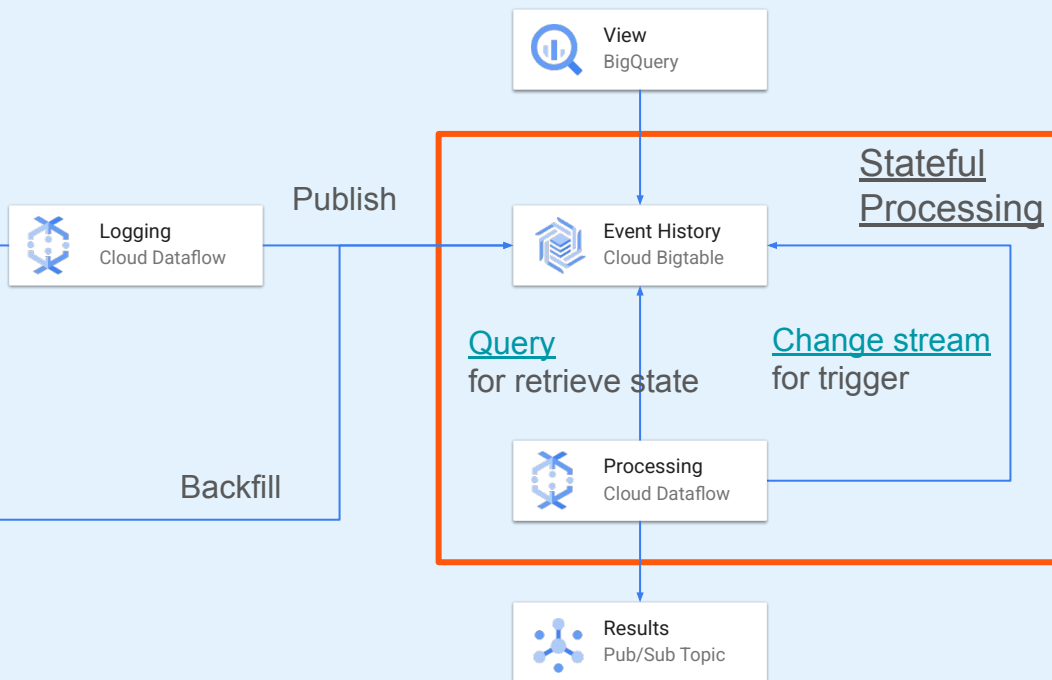 View
BigQuery
Stateful
Processing
Publish
Logging
Cloud Dataflow
Event History
Cloud Bigtable
Query
for retrieve state
Change stream
for trigger
Processing
Cloud Dataflow
Backfill
Results
Pub/Sub Topic